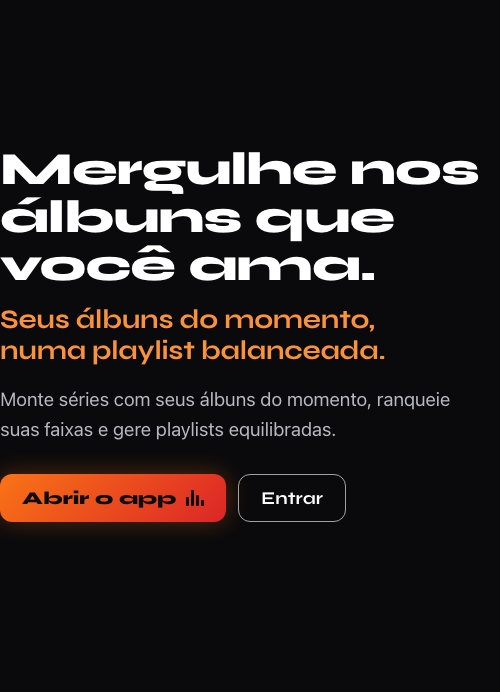 Mergulhe nos
álbuns que
você ama.
Seus álbuns do momento,
numa playlist balanceada.
Monte séries com seus álbuns do momento, ranqueie
suas faixas e gere playlists equilibradas.
Abrir o app
Entrar